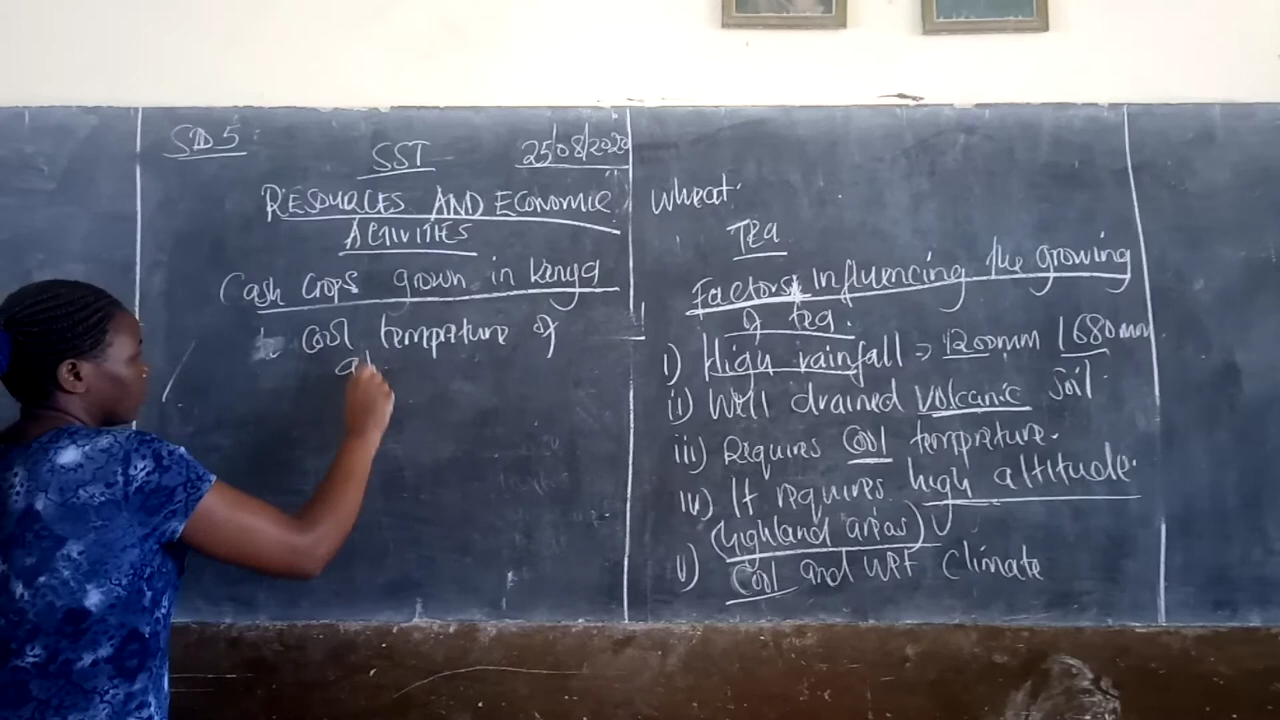 STD 5:
SST
25/08/2020
RESOURCES AND ECONOMIC
ACTIVITIES
Cash Crops grown in Kenya
Cool tempreture of
wheat.
Tea
Factors influencing the growing
of tea.
i) High rainfall => 1200mm 1680mm
ii) Well drained volcanic soil.
iii) Requires Cool tempreture.
iv) It requires high altitude.
(highland areas)
v) Cool and wet climate